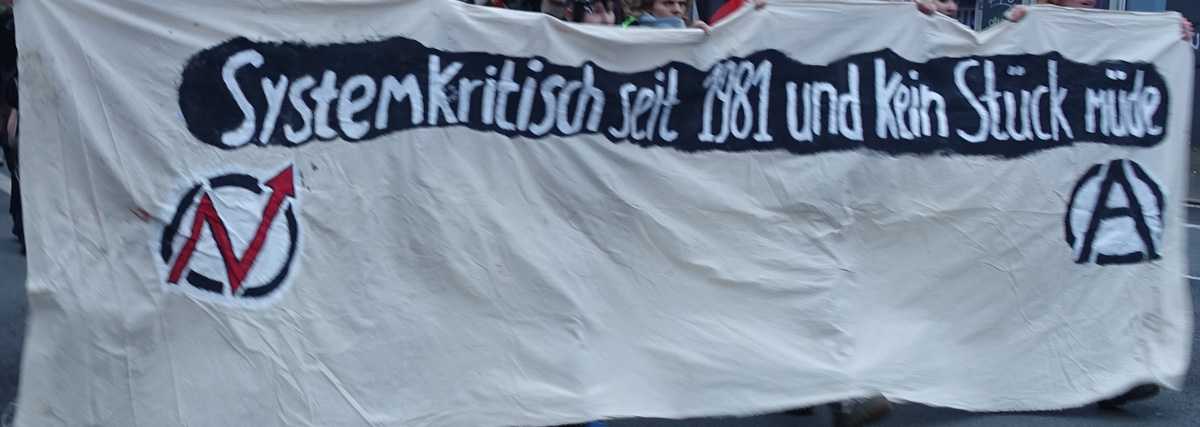 Systemkritisch seit 1981 und kein Stück müde
N
A